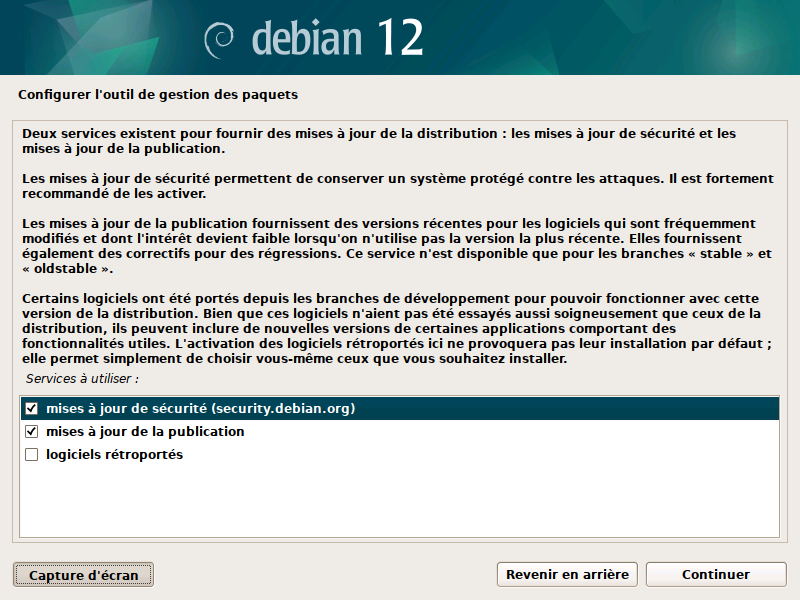 debian 12
Configurer l'outil de gestion des paquets
Deux services existent pour fournir des mises à jour de la distribution : les mises à jour de sécurité et les
mises à jour de la publication.
Les mises à jour de sécurité permettent de conserver un système protégé contre les attaques. Il est fortement
recommandé de les activer.
Les mises à jour de la publication fournissent des versions récentes pour les logiciels qui sont fréquemment
modifiés et dont l'intérêt devient faible lorsqu'on n'utilise pas la version la plus récente. Elles fournissent
également des correctifs pour des régressions. Ce service n'est disponible que pour les branches « stable » et
« oldstable ».
Certains logiciels ont été portés depuis les branches de développement pour pouvoir fonctionner avec cette
version de la distribution. Bien que ces logiciels n'aient pas été essayés aussi soigneusement que ceux de la
distribution, ils peuvent inclure de nouvelles versions de certaines applications comportant des
fonctionnalités utiles. L'activation des logiciels rétroportés ici ne provoquera pas leur installation par défaut ;
elle permet simplement de choisir vous-même ceux que vous souhaitez installer.
Services à utiliser :
mises à jour de sécurité (security.debian.org)
mises à jour de la publication
logiciels rétroportés
Capture d'écran
Revenir en arrière
Continuer